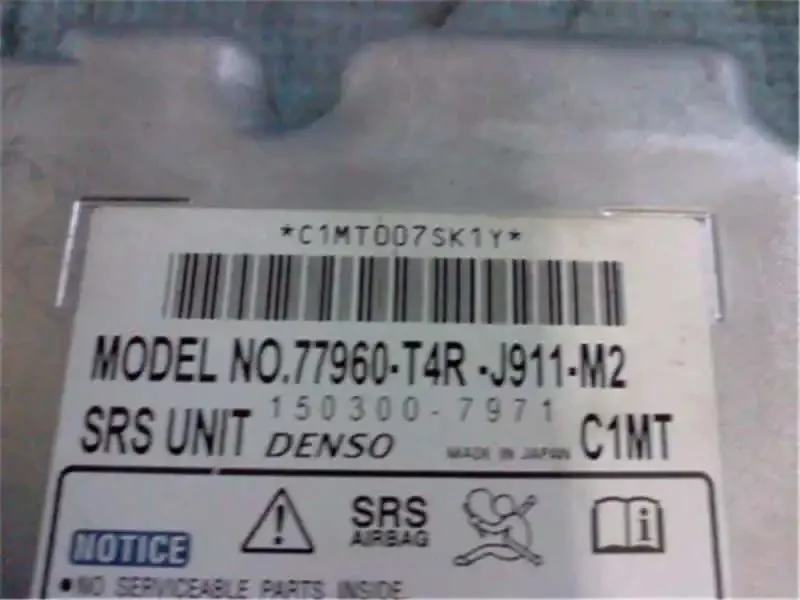 *C1MT007SK1Y*
MODEL NO.77960-T4R-J911-M2
150300-7971
SRS UNIT DENSO MADE IN JAPAN C1MT
SRS
AIRBAG
NOTICE
●NO SERVICEABLE PARTS INSIDE.